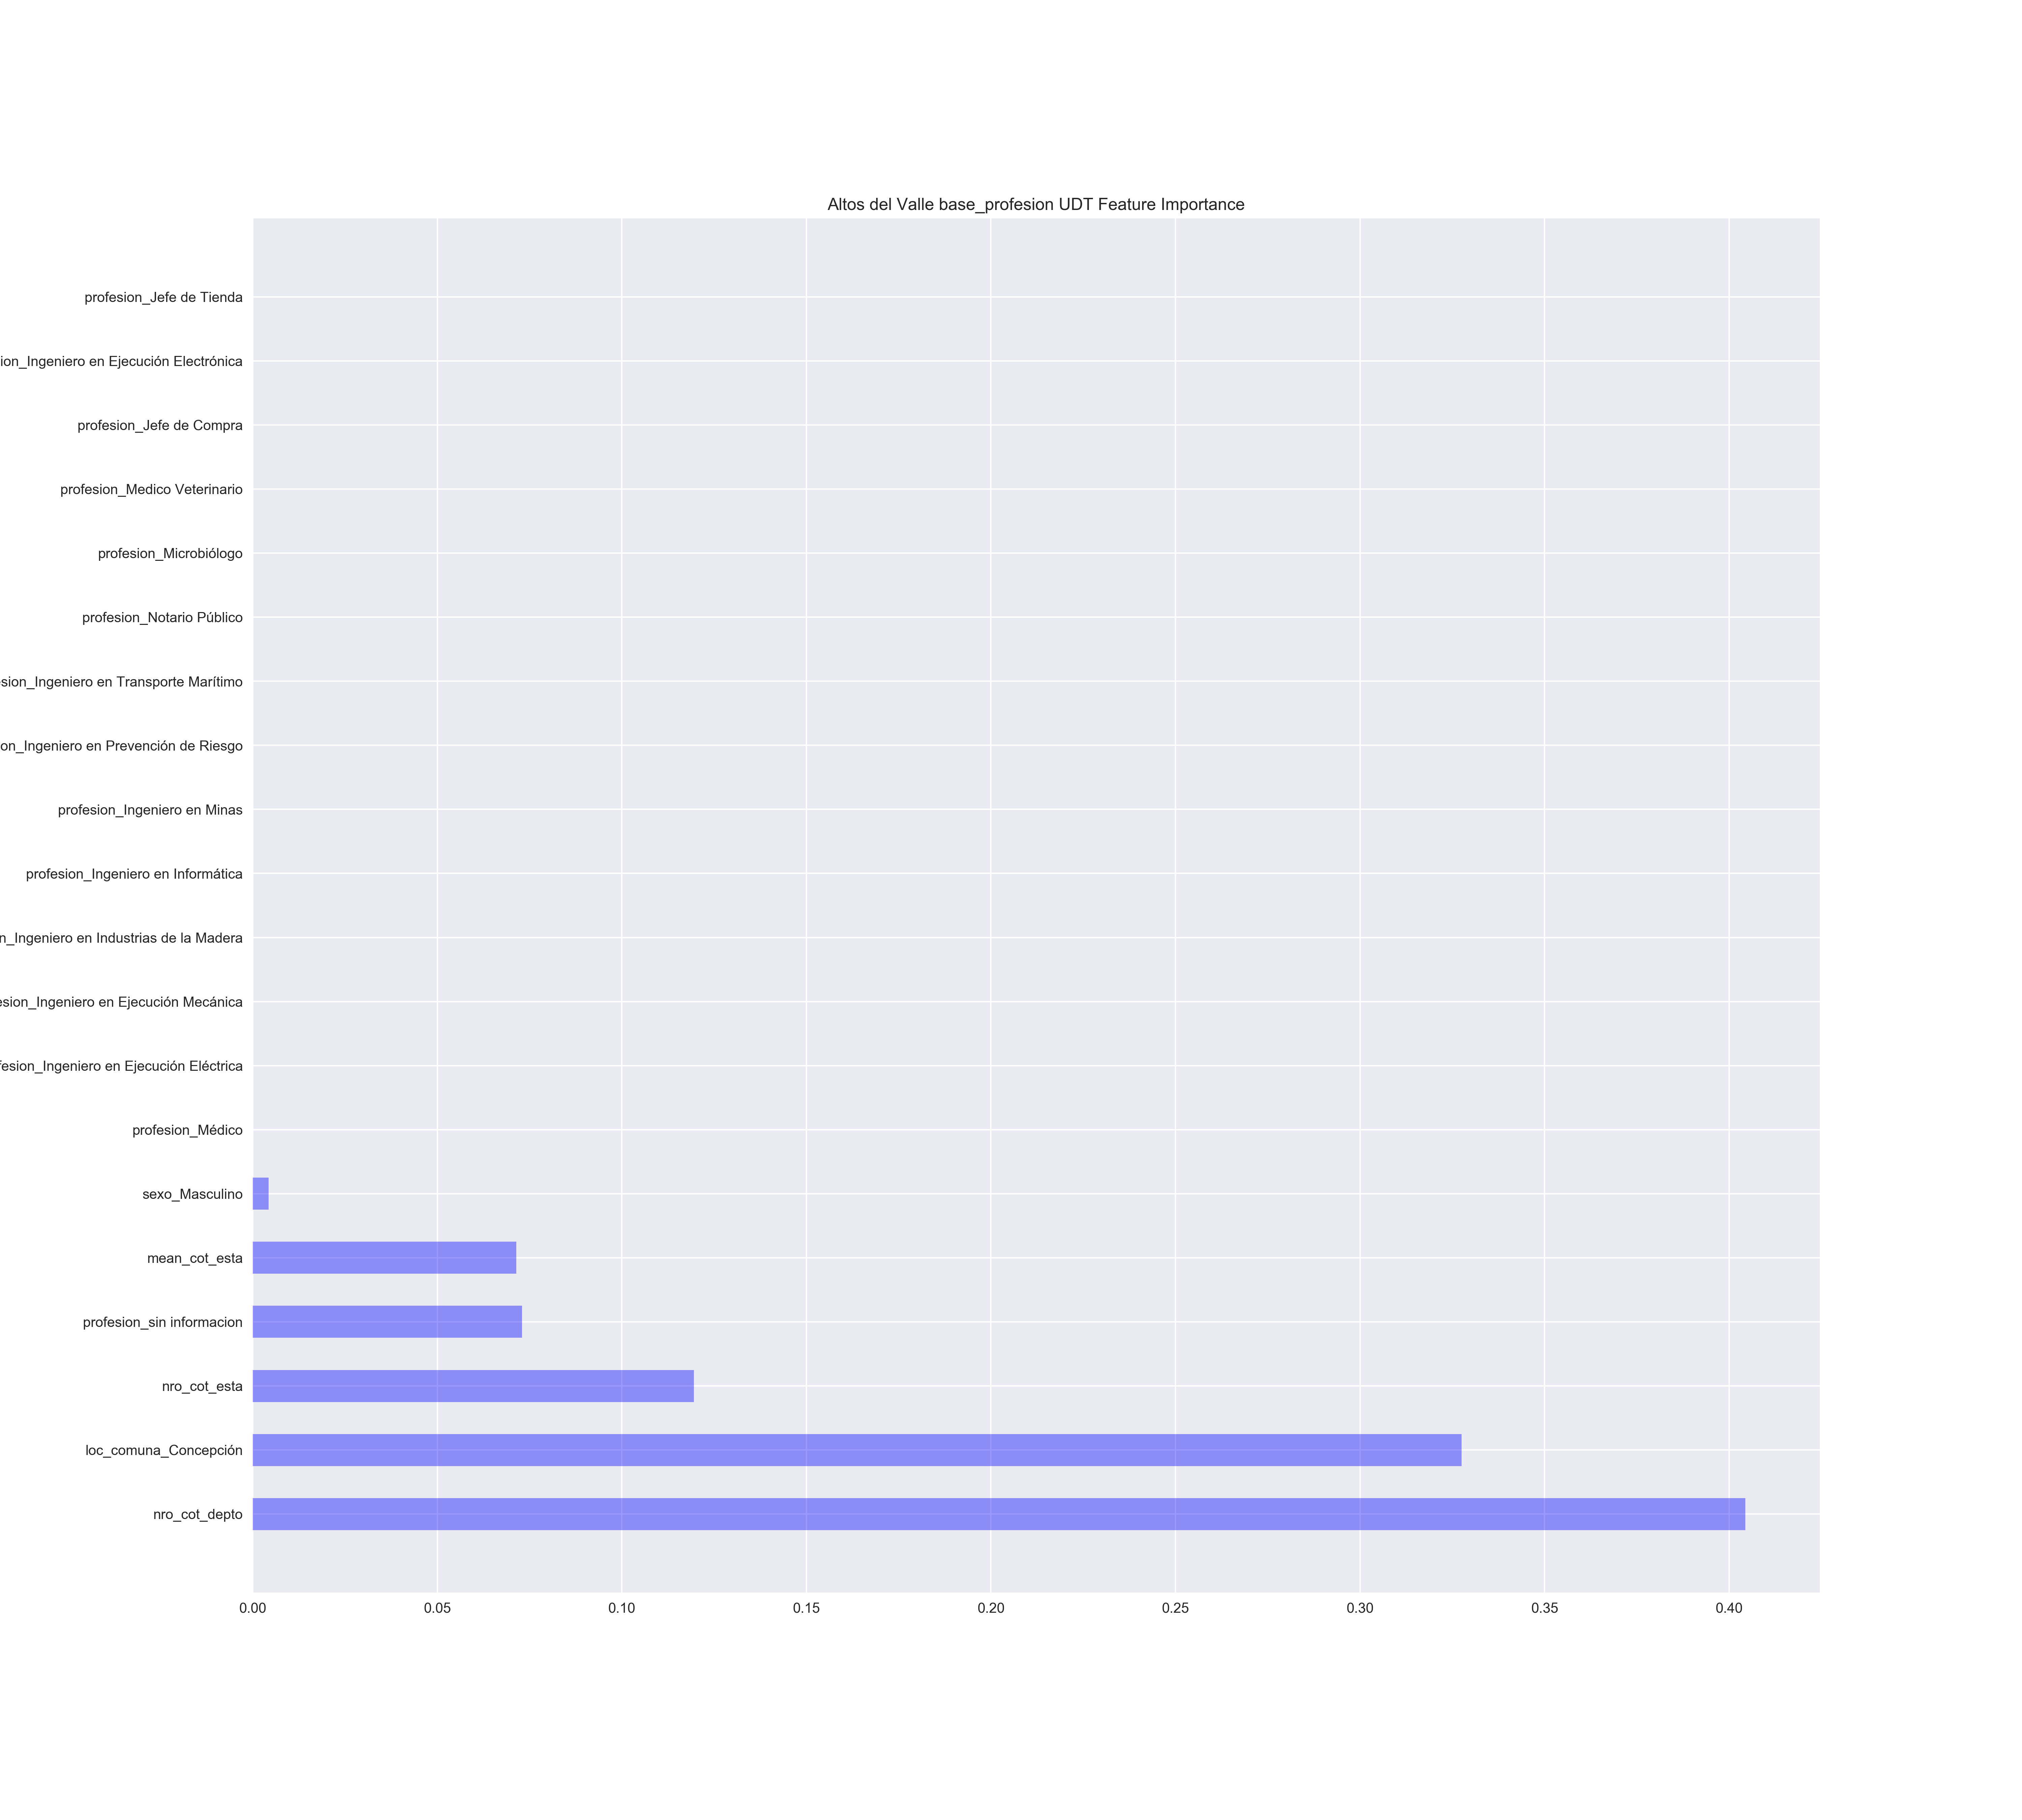 Altos del Valle base_profesion UDT Feature Importance
profesion_Jefe de Tienda
ion_Ingeniero en Ejecución Electrónica
profesion_Jefe de Compra
profesion_Medico Veterinario
profesion_Microbiólogo
profesion_Notario Público
esion_Ingeniero en Transporte Marítimo
on_Ingeniero en Prevención de Riesgo
profesion_Ingeniero en Minas
profesion_Ingeniero en Informática
n_Ingeniero en Industrias de la Madera
esion_Ingeniero en Ejecución Mecánica
fesion_Ingeniero en Ejecución Eléctrica
profesion_Médico
sexo_Masculino
mean_cot_esta
profesion_sin informacion
nro_cot_esta
loc_comuna_Concepción
nro_cot_depto
0.00 0.05 0.10 0.15 0.20 0.25 0.30 0.35 0.40